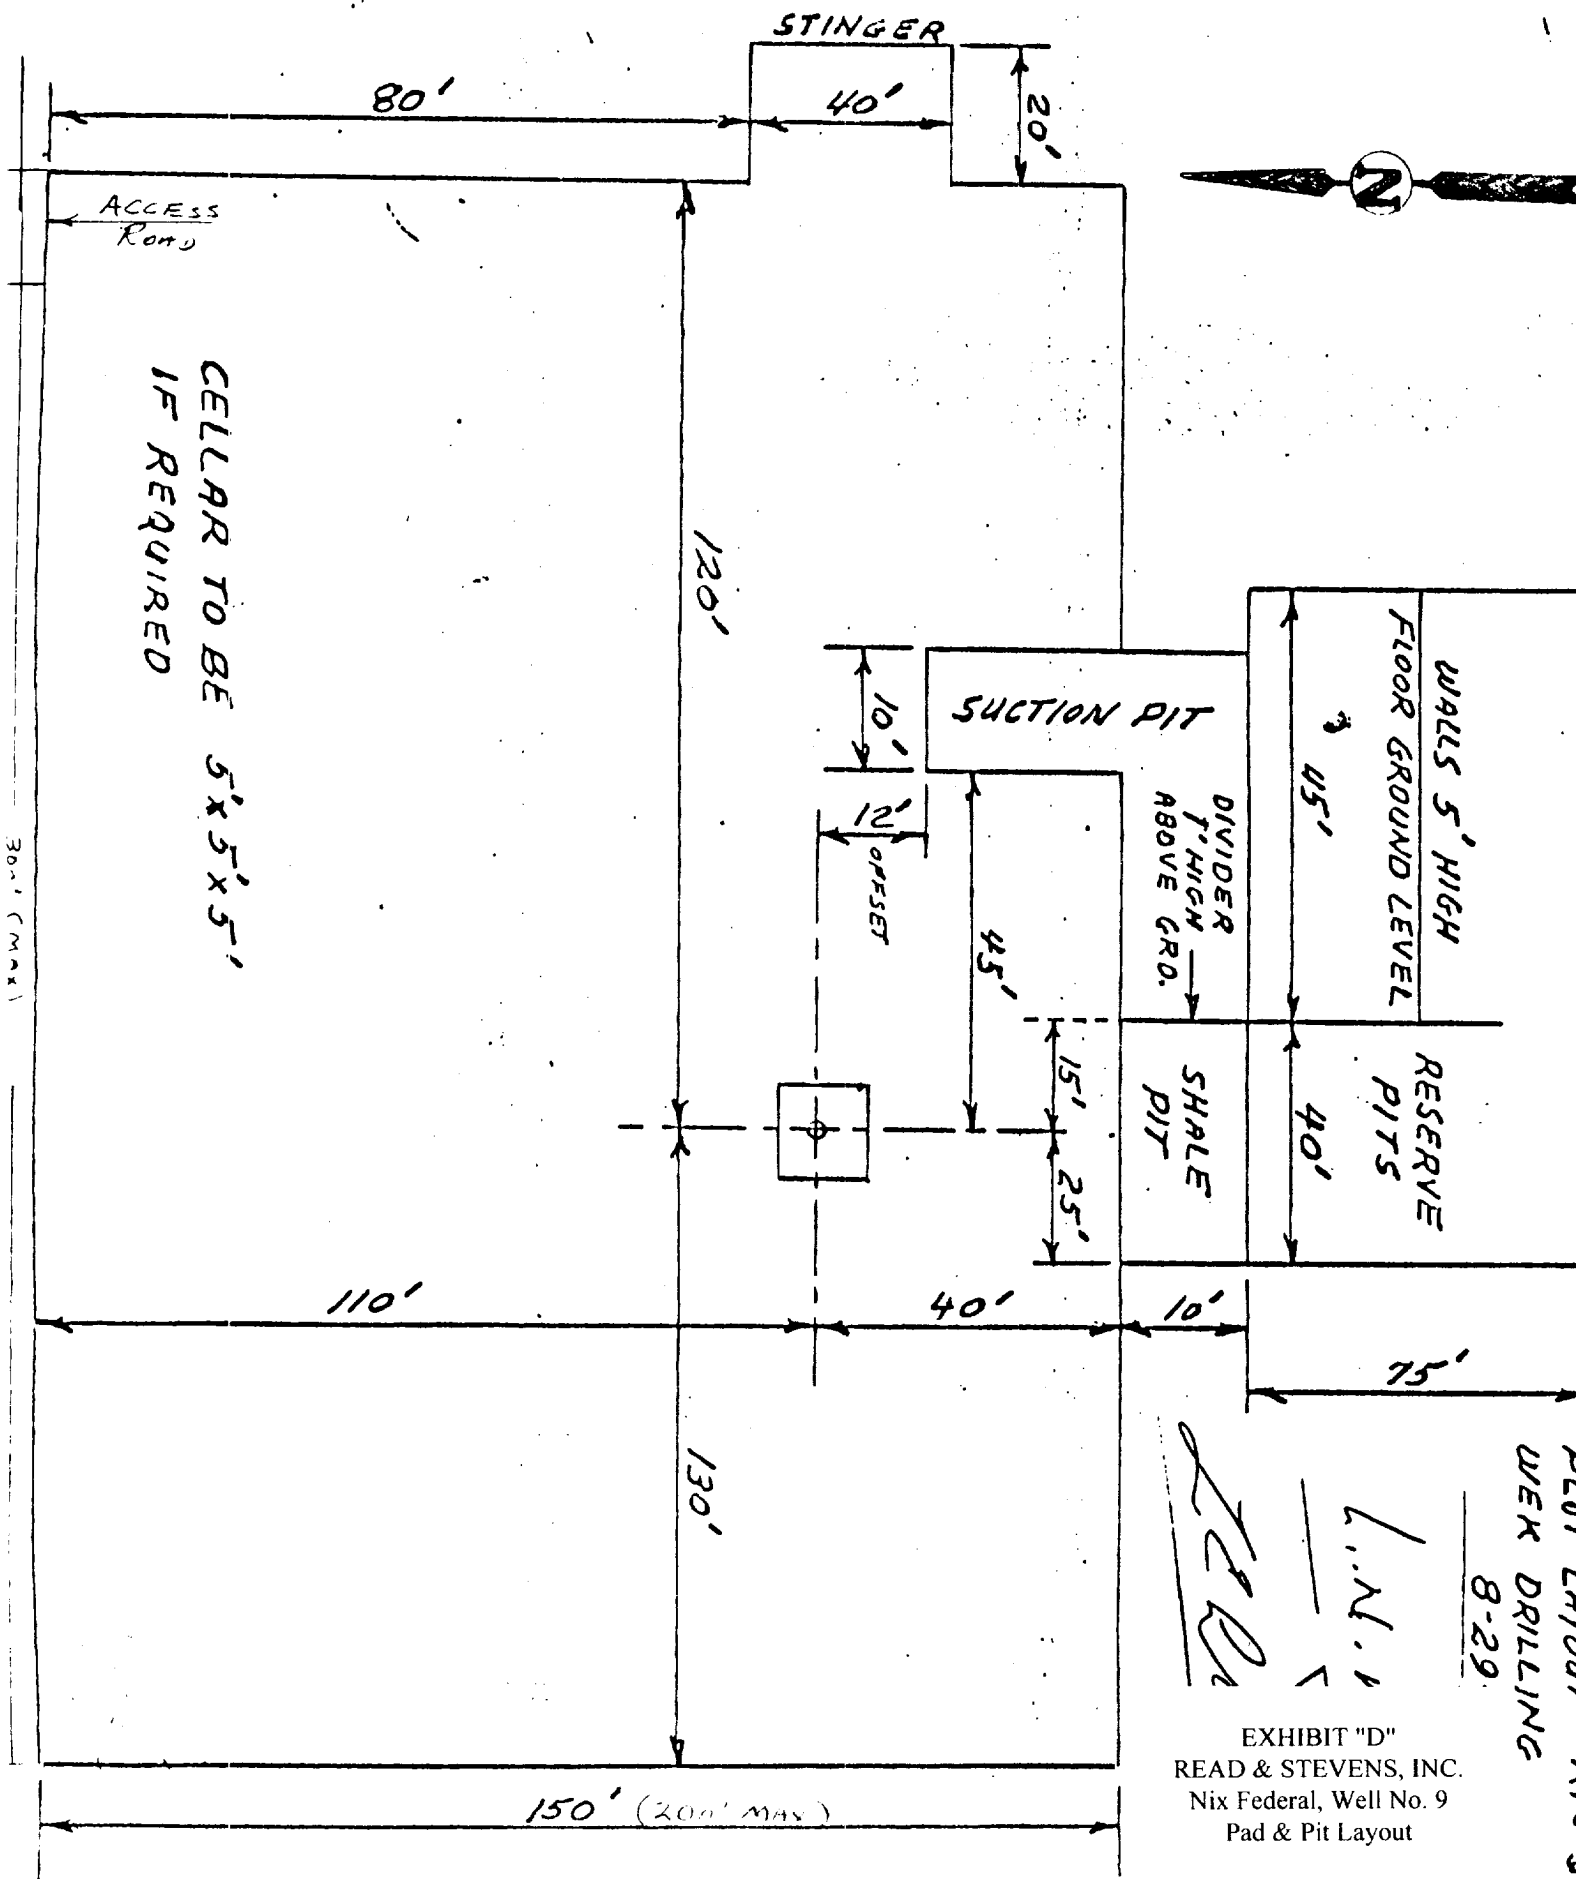 STINGER
80'
40'
20'
N
ACCESS
ROAD
CELLAR TO BE 5'x5'x5'
IF REQUIRED
120'
10'
SUCTION PIT
12'
OFFSET
45'
WALLS 5' HIGH
FLOOR GROUND LEVEL
45'
DIVIDER
1' HIGH
ABOVE GRD.
15'
25'
SHALE
PIT
40'
RESERVE
PITS
110'
40'
10'
75'
130'
300' (MAX)
150' (200' MAX)
WEK DRILLING
8-29
L.N.
EXHIBIT "D"
READ & STEVENS, INC.
Nix Federal, Well No. 9
Pad & Pit Layout